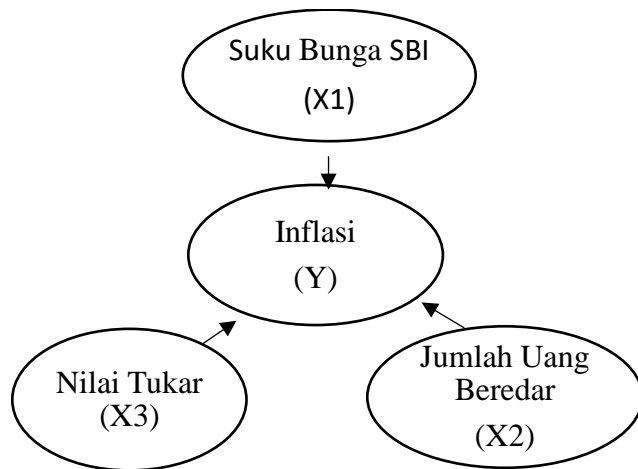 Suku Bunga SBI
(X1)
Inflasi
(Y)
Nilai Tukar
(X3)
Jumlah Uang
Beredar
(X2)